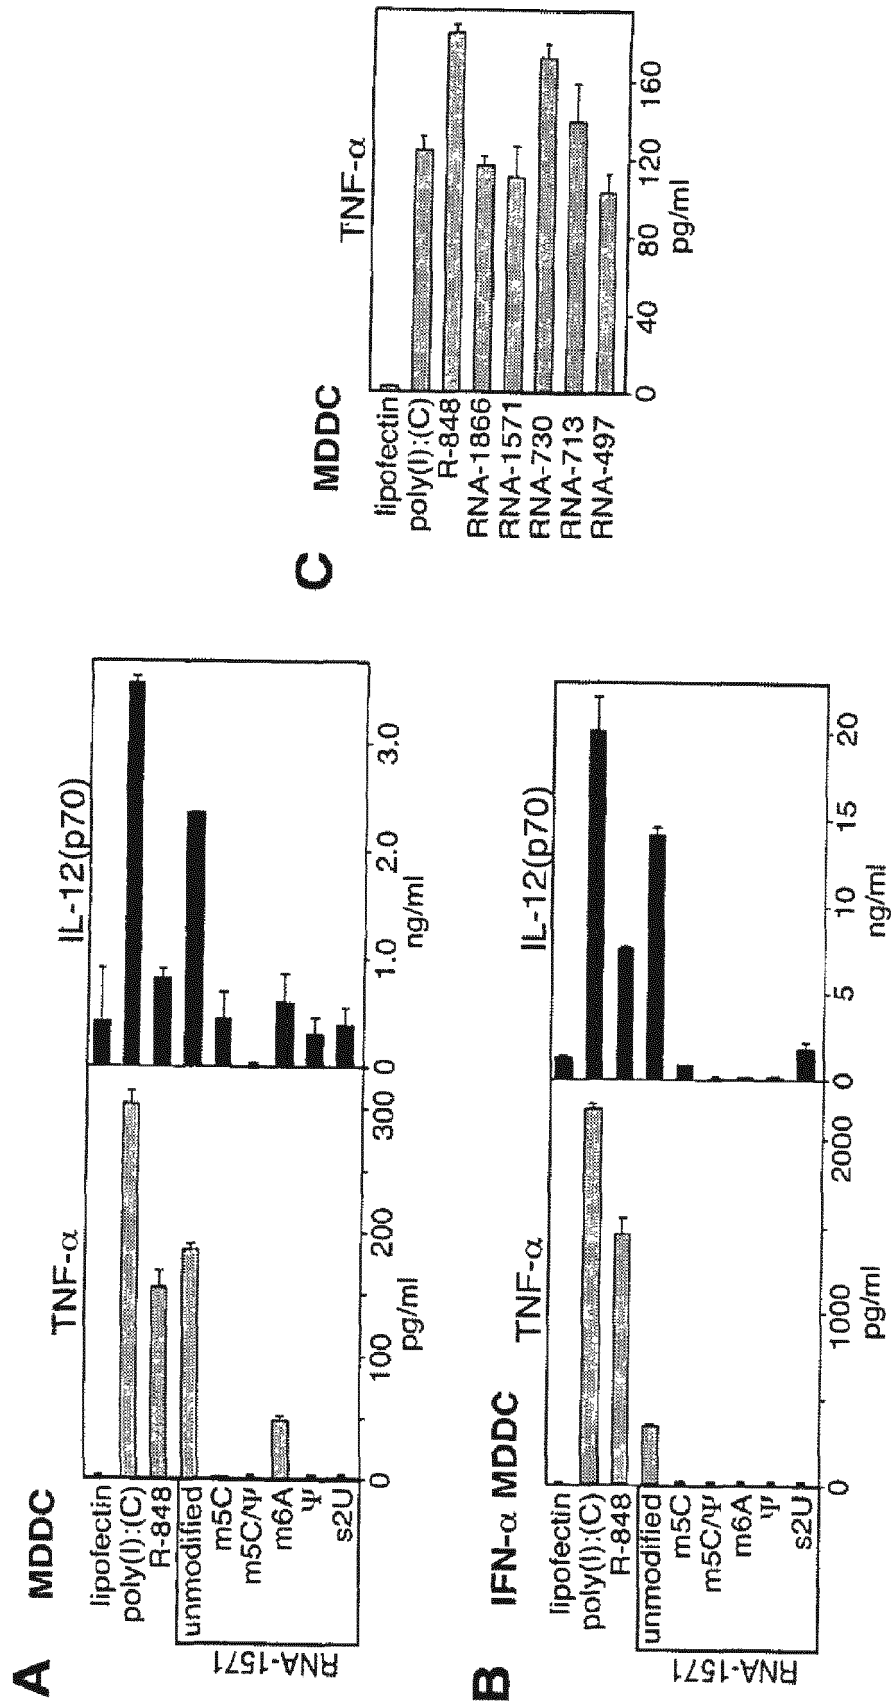 A
MDDC
TNF-α
IL-12(p70)
lipofectin
poly(I):(C)
R-848
unmodified
m5C
m5C/Ψ
m6A
Ψ
s2U
RNA-1571
0
100
200
300
pg/ml
0
1.0
2.0
3.0
ng/ml
B
IFN-α MDDC
TNF-α
IL-12(p70)
lipofectin
poly(I):(C)
R-848
unmodified
m5C
m5C/Ψ
m6A
Ψ
s2U
RNA-1571
0
1000
2000
pg/ml
0
5
10
15
20
ng/ml
C
MDDC
TNF-α
lipofectin
poly(I):(C)
R-848
RNA-1866
RNA-1571
RNA-730
RNA-713
RNA-497
0
40
80
120
160
pg/ml